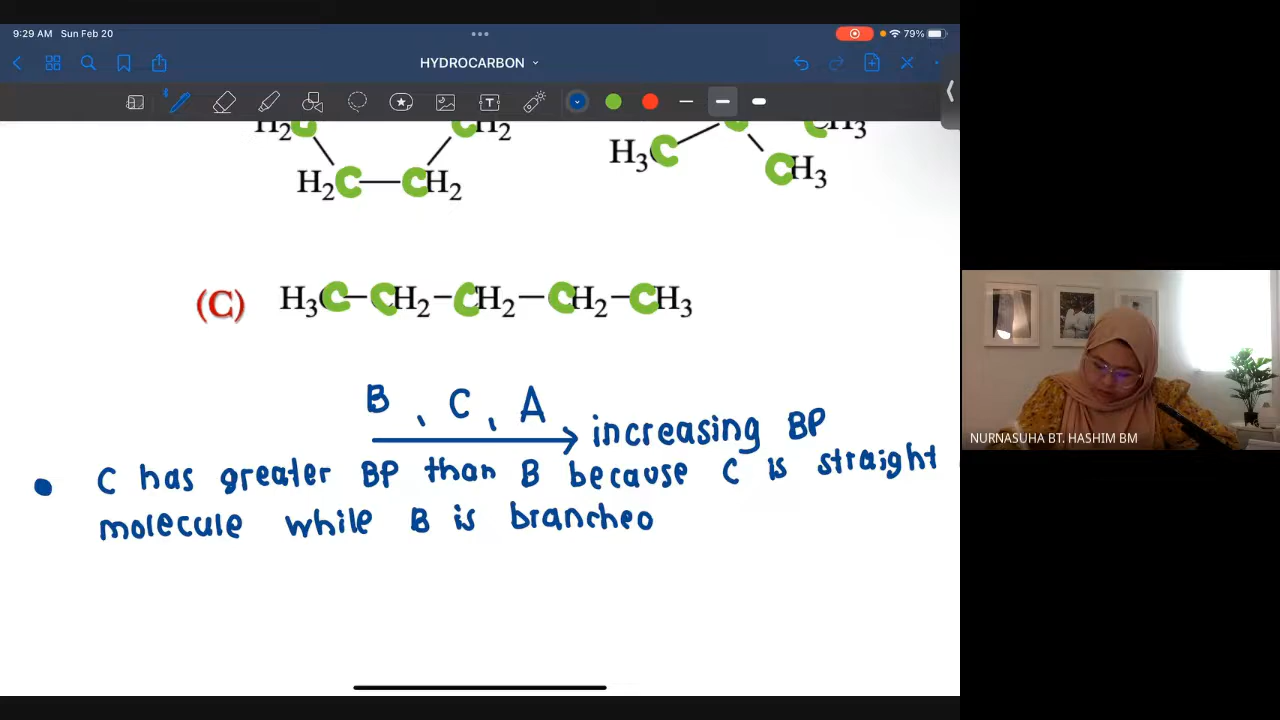 9:29 AM Sun Feb 20
79%
HYDROCARBON
T
H₂C CH₂
H₂C—CH₂
CH₃
H₃C
CH₃
(C) H₃C–CH₂–CH₂–CH₂–CH₃
B, C, A
increasing BP
C has greater BP than B because C is straight
molecule while B is branched
NURNASUHA BT. HASHIM BM